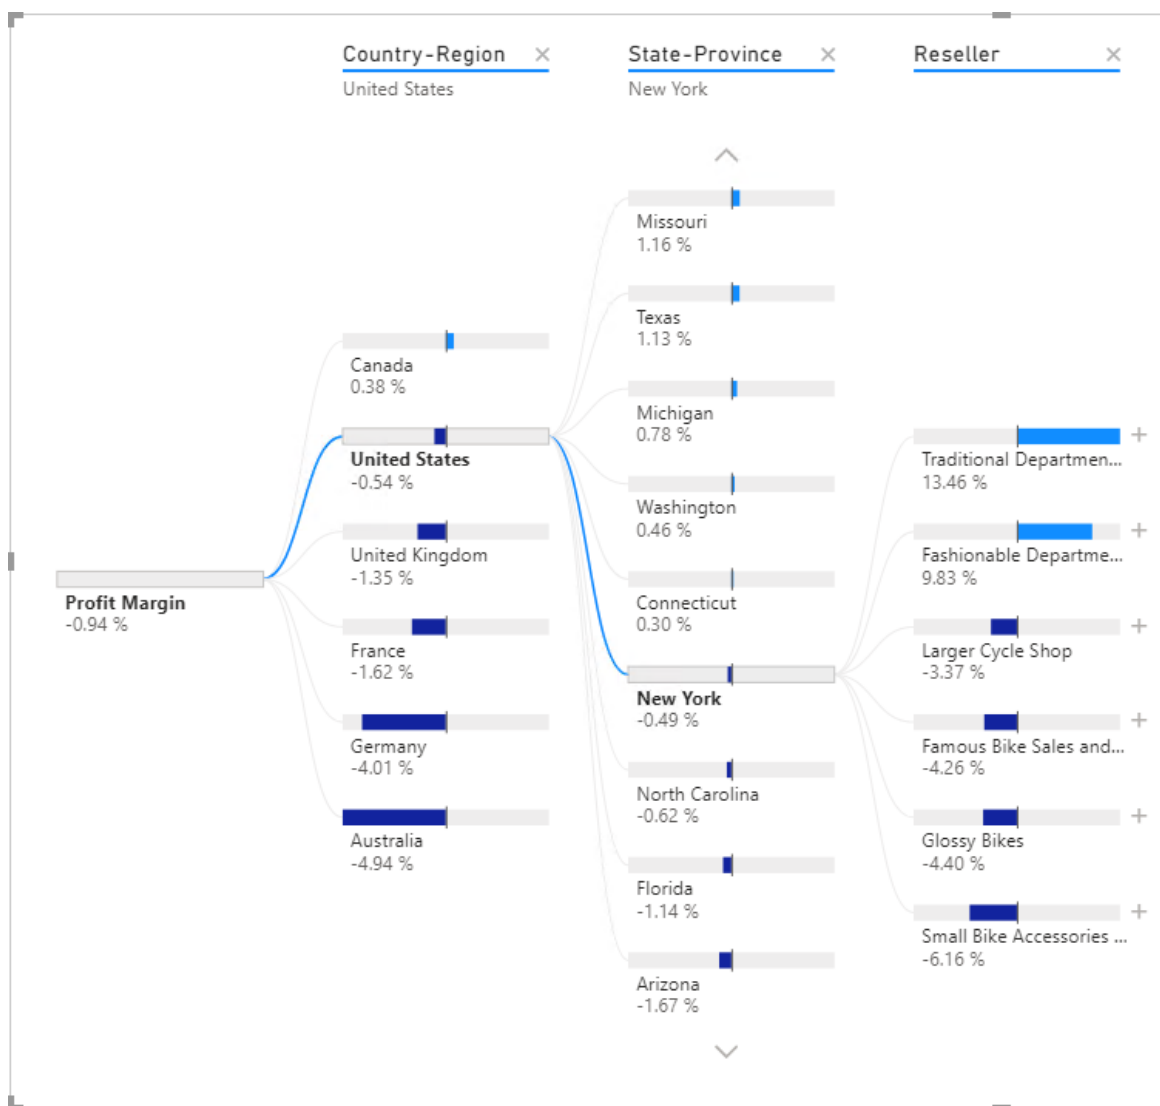 Country-Region
United States
State-Province
New York
Reseller
Profit Margin
-0.94 %
Canada
0.38 %
United States
-0.54 %
United Kingdom
-1.35 %
France
-1.62 %
Germany
-4.01 %
Australia
-4.94 %
Missouri
1.16 %
Texas
1.13 %
Michigan
0.78 %
Washington
0.46 %
Connecticut
0.30 %
New York
-0.49 %
North Carolina
-0.62 %
Florida
-1.14 %
Arizona
-1.67 %
Traditional Departmen...
13.46 %
Fashionable Departme...
9.83 %
Larger Cycle Shop
-3.37 %
Famous Bike Sales and...
-4.26 %
Glossy Bikes
-4.40 %
Small Bike Accessories ...
-6.16 %